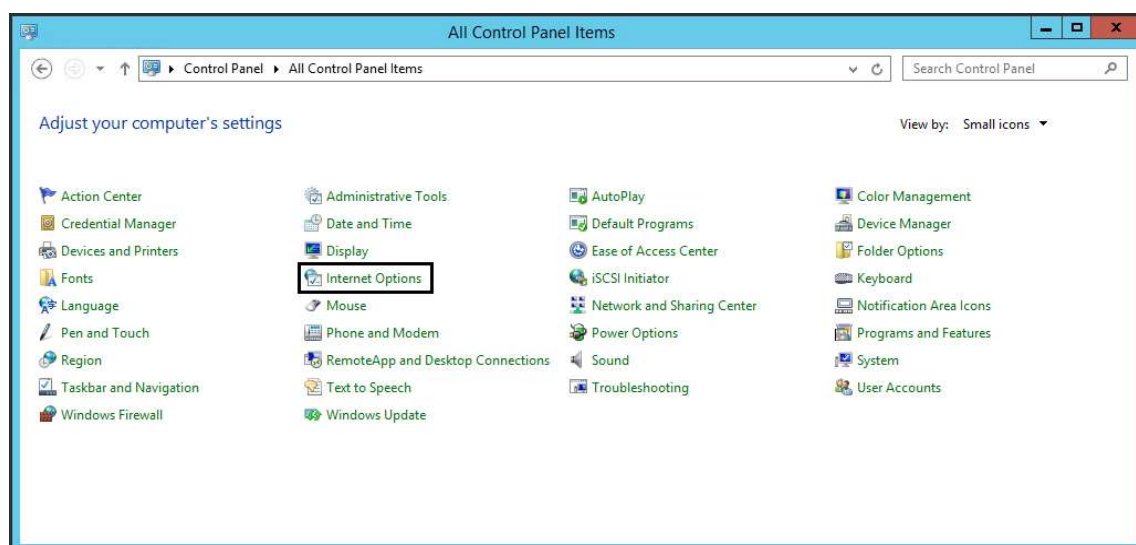 All Control Panel Items
x
Control Panel All Control Panel Items
Search Control Panel
Adjust your computer's settings
View by: Small icons
Action Center Administrative Tools AutoPlay Color Management
Credential Manager Date and Time Default Programs Device Manager
Devices and Printers Display Ease of Access Center Folder Options
Fonts Internet Options iSCSI Initiator Keyboard
Language Mouse Network and Sharing Center Notification Area Icons
Pen and Touch Phone and Modem Power Options Programs and Features
Region RemoteApp and Desktop Connections Sound System
Taskbar and Navigation Text to Speech Troubleshooting User Accounts
Windows Firewall Windows Update